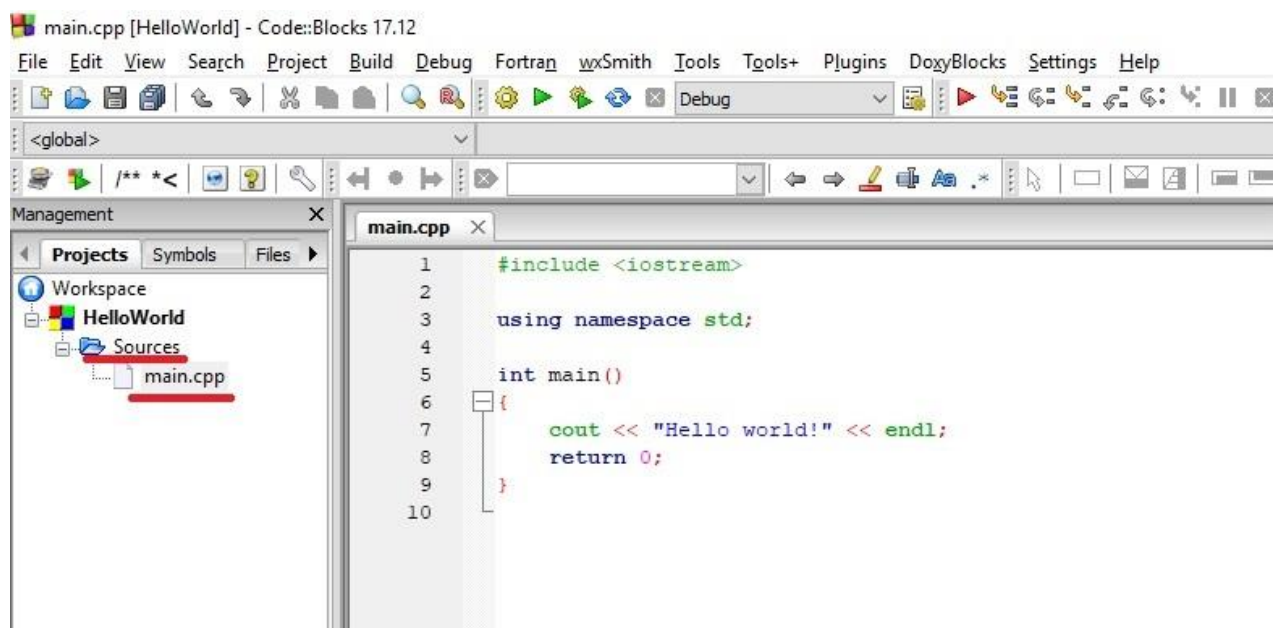 main.cpp [HelloWorld] - Code::Blocks 17.12
File Edit View Search Project Build Debug Fortran wxSmith Tools Tools+ Plugins DoxyBlocks Settings Help
Debug
<global>
/** *<
Aa .*
Management
Projects Symbols Files
Workspace
HelloWorld
Sources
main.cpp
main.cpp
1 #include <iostream>
2
3 using namespace std;
4
5 int main()
6 {
7 cout << "Hello world!" << endl;
8 return 0;
9 }
10